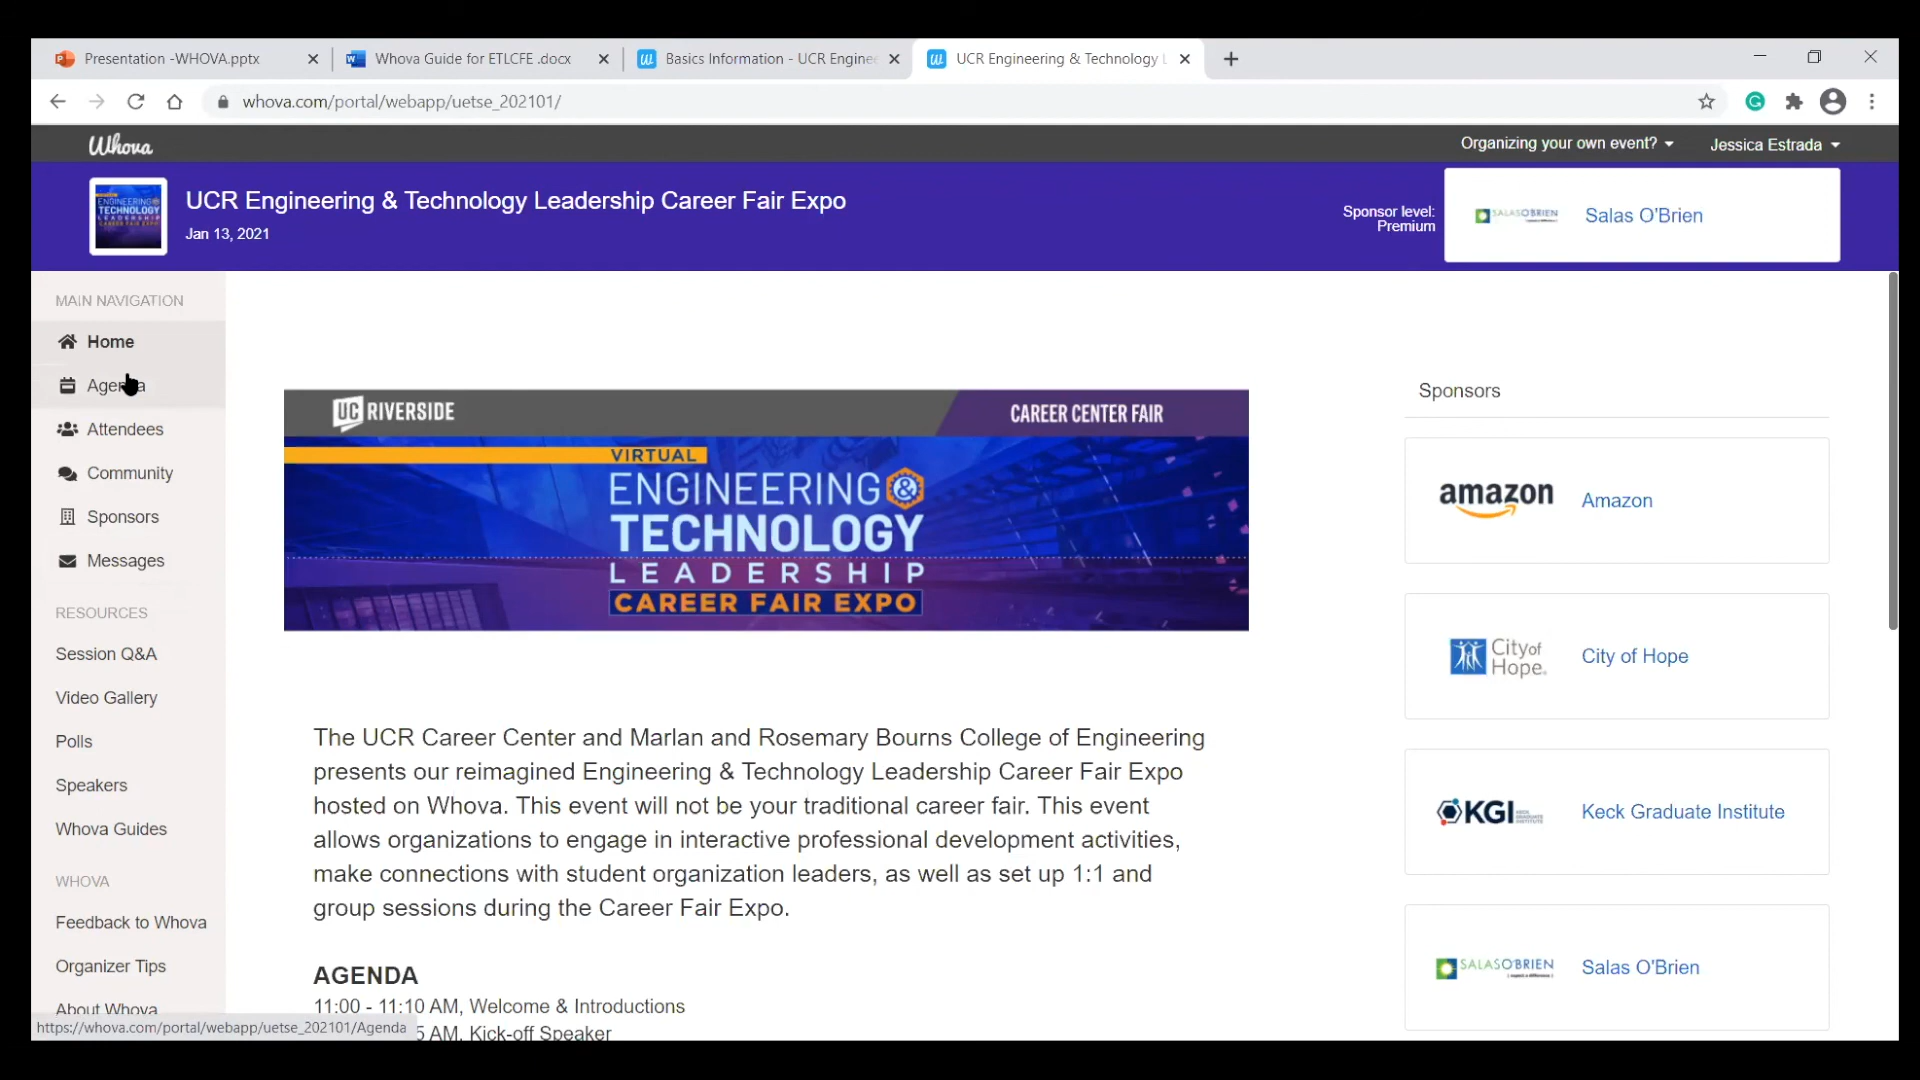 Presentation -WHOVA.pptx
Whova Guide for ETLCFE .docx
Basics Information - UCR Enginee
UCR Engineering & Technology L
whova.com/portal/webapp/uetse_202101/
Whova
Organizing your own event?
Jessica Estrada
ENGINEERING
TECHNOLOGY
LEADERSHIP
UCR Engineering & Technology Leadership Career Fair Expo
Jan 13, 2021
Sponsor level:
Premium
SALASOBRIEN
Salas O'Brien
MAIN NAVIGATION
Home
Agenda
Attendees
Community
Sponsors
Messages
RESOURCES
Session Q&A
Video Gallery
Polls
Speakers
Whova Guides
WHOVA
Feedback to Whova
Organizer Tips
About Whova
https://whova.com/portal/webapp/uetse_202101/Agenda
UC RIVERSIDE
CAREER CENTER FAIR
VIRTUAL
ENGINEERING &
TECHNOLOGY
LEADERSHIP
CAREER FAIR EXPO
The UCR Career Center and Marlan and Rosemary Bourns College of Engineering
presents our reimagined Engineering & Technology Leadership Career Fair Expo
hosted on Whova. This event will not be your traditional career fair. This event
allows organizations to engage in interactive professional development activities,
make connections with student organization leaders, as well as set up 1:1 and
group sessions during the Career Fair Expo.
AGENDA
11:00 - 11:10 AM, Welcome & Introductions
5 AM, Kick-off Speaker
Sponsors
amazon
Amazon
City of
Hope.
City of Hope
KGI
Keck Graduate Institute
SALASO'BRIEN
Salas O'Brien